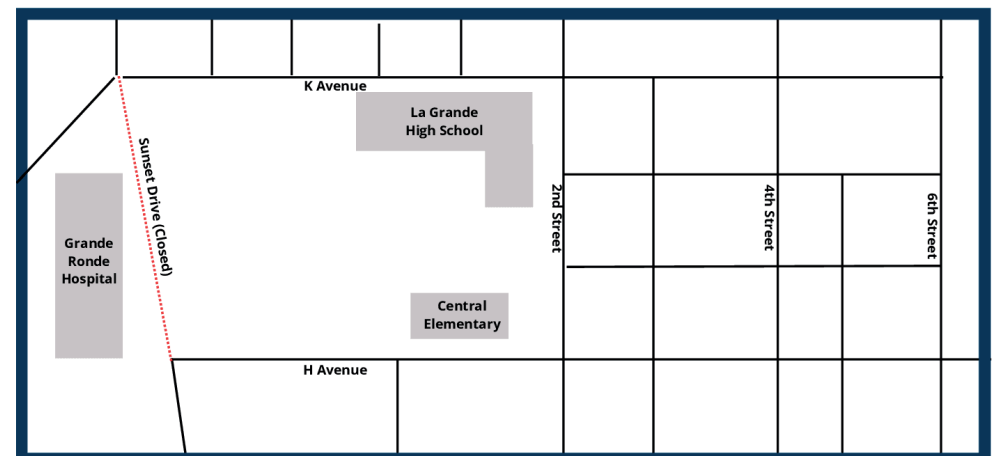 K Avenue
La Grande
High School
Sunset Drive (Closed)
2nd Street
4th Street
6th Street
Grande
Ronde
Hospital
Central
Elementary
H Avenue